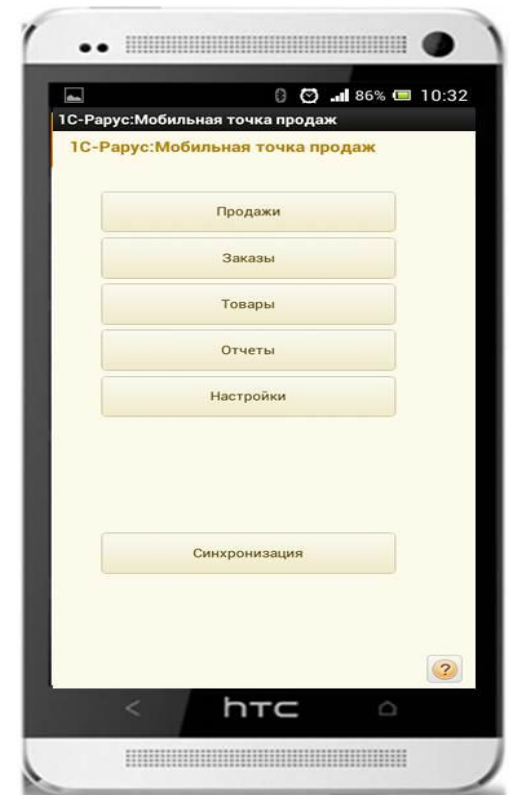 86% 10:32
1С-Рарус:Мобильная точка продаж
1С-Рарус:Мобильная точка продаж
Продажи
Заказы
Товары
Отчеты
Настройки
Синхронизация
?
hTC